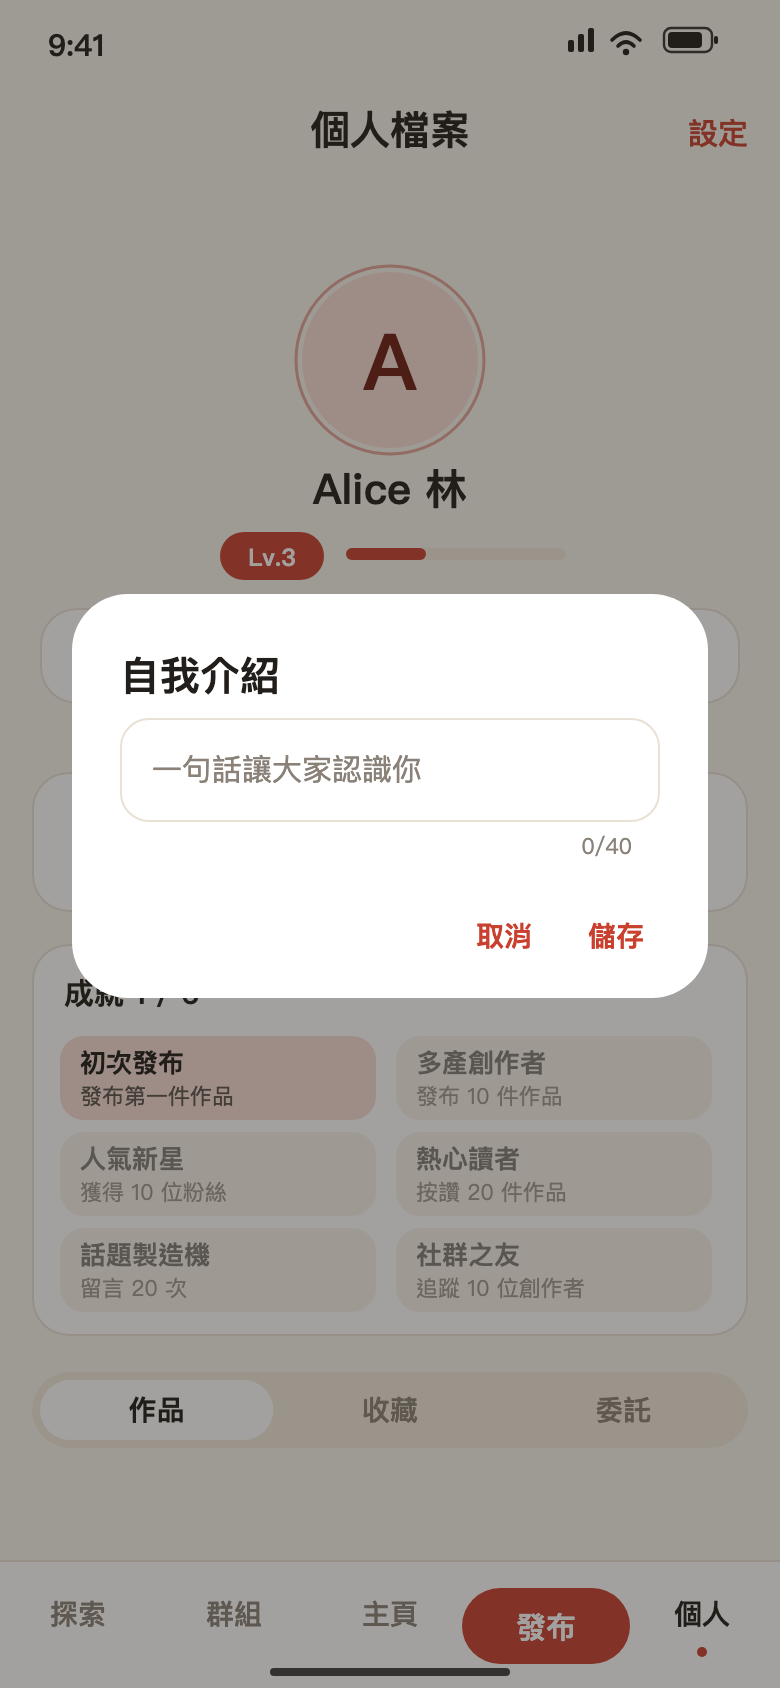 9:41
個人檔案
設定
A
Alice 林
Lv.3
自我介紹
一句話讓大家認識你
0/40
取消
儲存
成就
初次發布
發布第一件作品
多產創作者
發布 10 件作品
人氣新星
獲得 10 位粉絲
熱心讀者
按讚 20 件作品
話題製造機
留言 20 次
社群之友
追蹤 10 位創作者
作品
收藏
委託
探索
群組
主頁
發布
個人